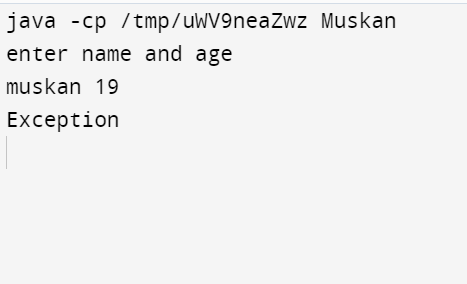 java -cp /tmp/uWV9neaZwz Muskan
enter name and age
muskan 19
Exception